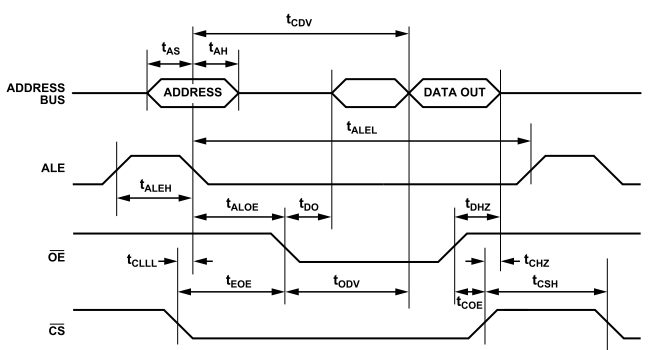 tCDV
tAS
tAH
ADDRESS
BUS
ADDRESS
DATA OUT
tALEL
ALE
tALEH
tALOE
tDO
tDHZ
OE
tCLLL
tCHZ
tEOE
tODV
tCOE
tCSH
CS